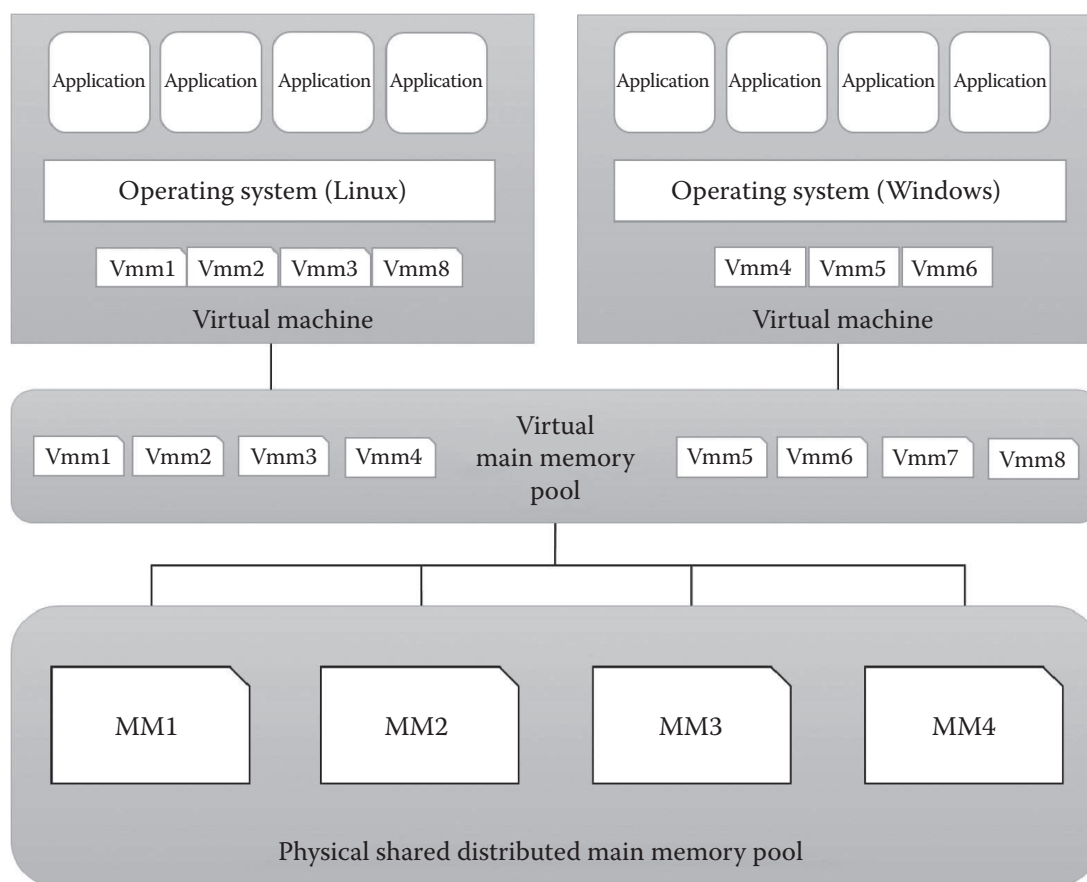 Application Application Application Application
Operating system (Linux)
Vmm1 Vmm2 Vmm3 Vmm8
Virtual machine
Application Application Application Application
Operating system (Windows)
Vmm4 Vmm5 Vmm6
Virtual machine
Vmm1 Vmm2 Vmm3 Vmm4
Virtual
main memory
pool
Vmm5 Vmm6 Vmm7 Vmm8
MM1 MM2 MM3 MM4
Physical shared distributed main memory pool